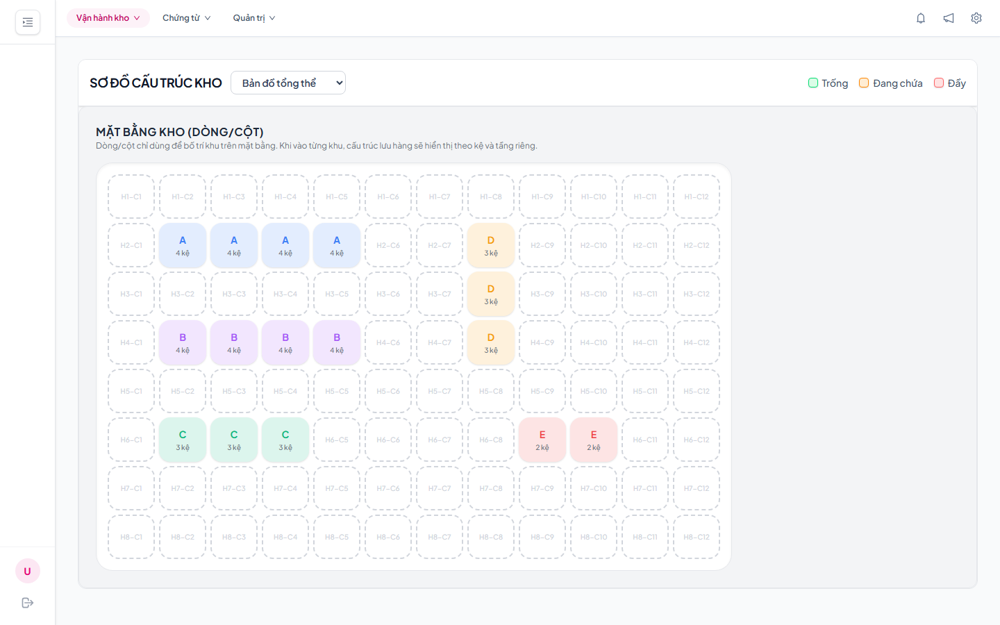 Vận hành kho Chứng từ Quản trị
SƠ ĐỒ CẤU TRÚC KHO Bản đồ tổng thể Trống Đang chứa Đầy
MẶT BẰNG KHO (DÒNG/CỘT)
Dòng/cột chỉ dùng để bố trí khu trên mặt bằng. Khi vào từng khu, cấu trúc lưu hàng sẽ hiển thị theo kệ và tầng riêng.
H1-C1 H1-C2 H1-C3 H1-C4 H1-C5 H1-C6 H1-C7 H1-C8 H1-C9 H1-C10 H1-C11 H1-C12
H2-C1 A A A A H2-C6 H2-C7 D H2-C9 H2-C10 H2-C11 H2-C12
4 kệ 4 kệ 4 kệ 4 kệ 3 kệ
H3-C1 H3-C2 H3-C3 H3-C4 H3-C5 H3-C6 H3-C7 D H3-C9 H3-C10 H3-C11 H3-C12
3 kệ
H4-C1 B B B B H4-C6 H4-C7 D H4-C9 H4-C10 H4-C11 H4-C12
4 kệ 4 kệ 4 kệ 4 kệ 3 kệ
H5-C1 H5-C2 H5-C3 H5-C4 H5-C5 H5-C6 H5-C7 H5-C8 H5-C9 H5-C10 H5-C11 H5-C12
H6-C1 C C C H6-C5 H6-C6 H6-C7 H6-C8 E E H6-C11 H6-C12
3 kệ 3 kệ 3 kệ 2 kệ 2 kệ
H7-C1 H7-C2 H7-C3 H7-C4 H7-C5 H7-C6 H7-C7 H7-C8 H7-C9 H7-C10 H7-C11 H7-C12
H8-C1 H8-C2 H8-C3 H8-C4 H8-C5 H8-C6 H8-C7 H8-C8 H8-C9 H8-C10 H8-C11 H8-C12
U